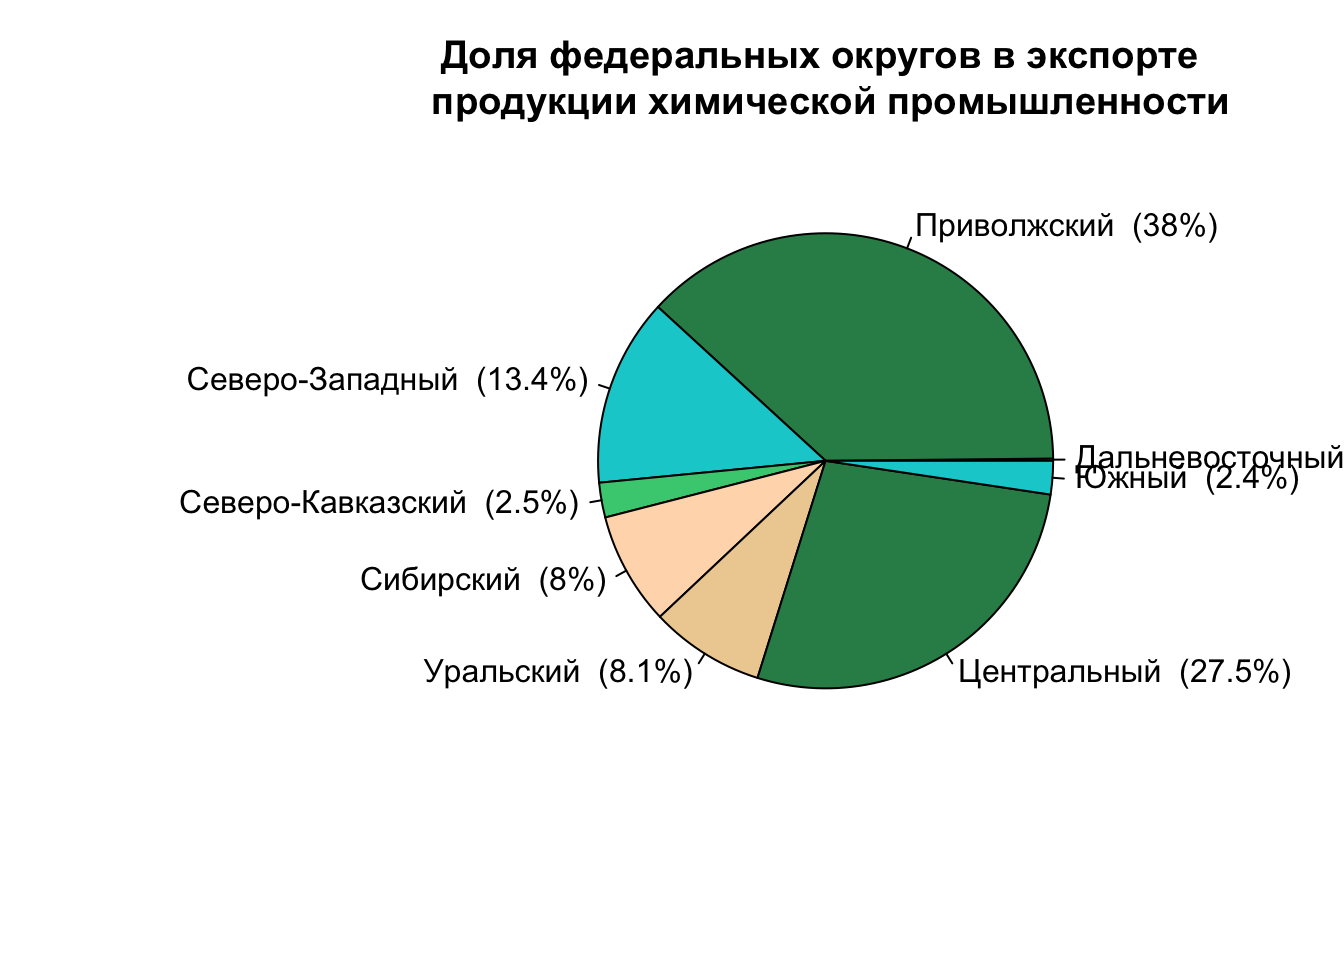 Доля федеральных округов в экспорте
продукции химической промышленности
Приволжский (38%)
Северо-Западный (13.4%)
Дальневосточный
Южный (2.4%)
Северо-Кавказский (2.5%)
Сибирский (8%)
Уральский (8.1%)
Центральный (27.5%)